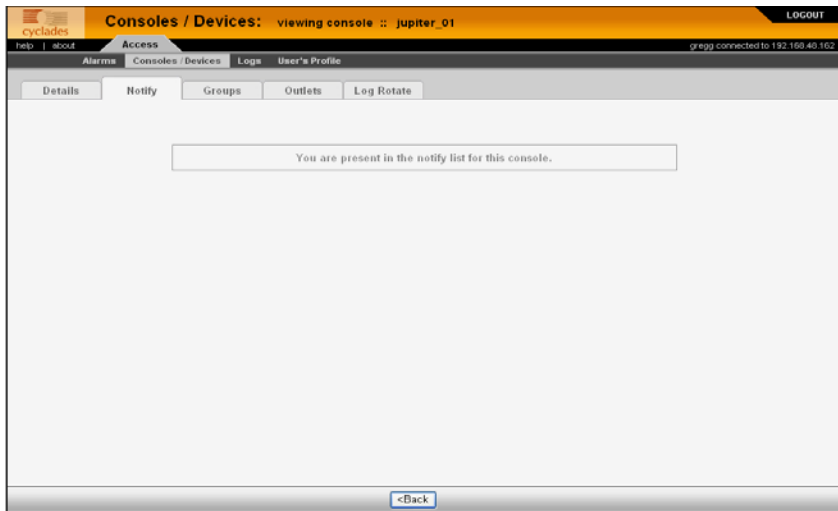 cyclades
Consoles / Devices: viewing console :: jupiter_01
LOGOUT
help | about
Access
gregg connected to 192.168.48.162
Alarms Consoles / Devices Logs User's Profile
Details Notify Groups Outlets Log Rotate
You are present in the notify list for this console.
<Back